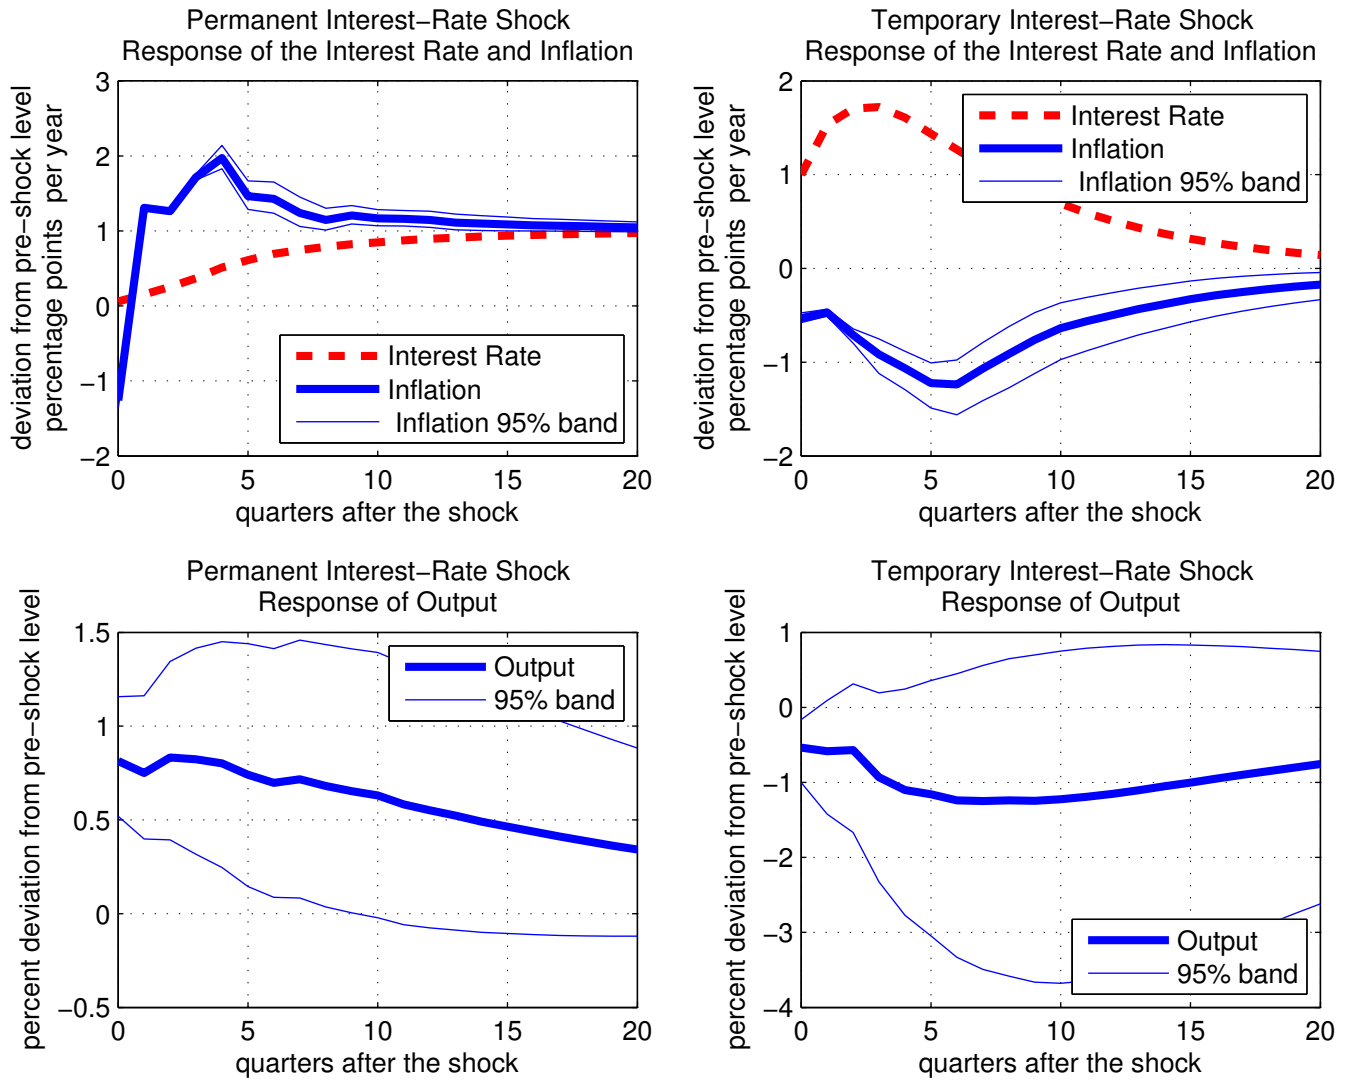 Permanent Interest−Rate Shock
Response of the Interest Rate and Inflation
deviation from pre−shock level
percentage points per year
3
2
1
0
−1
−2
Interest Rate
Inflation
Inflation 95% band
0 5 10 15 20
quarters after the shock
Temporary Interest−Rate Shock
Response of the Interest Rate and Inflation
deviation from pre−shock level
percentage points per year
2
1
0
−1
−2
Interest Rate
Inflation
Inflation 95% band
0 5 10 15 20
quarters after the shock
Permanent Interest−Rate Shock
Response of Output
percent deviation from pre−shock level
1.5
1
0.5
0
−0.5
Output
95% band
0 5 10 15 20
quarters after the shock
Temporary Interest−Rate Shock
Response of Output
percent deviation from pre−shock level
1
0
−1
−2
−3
−4
Output
95% band
0 5 10 15 20
quarters after the shock